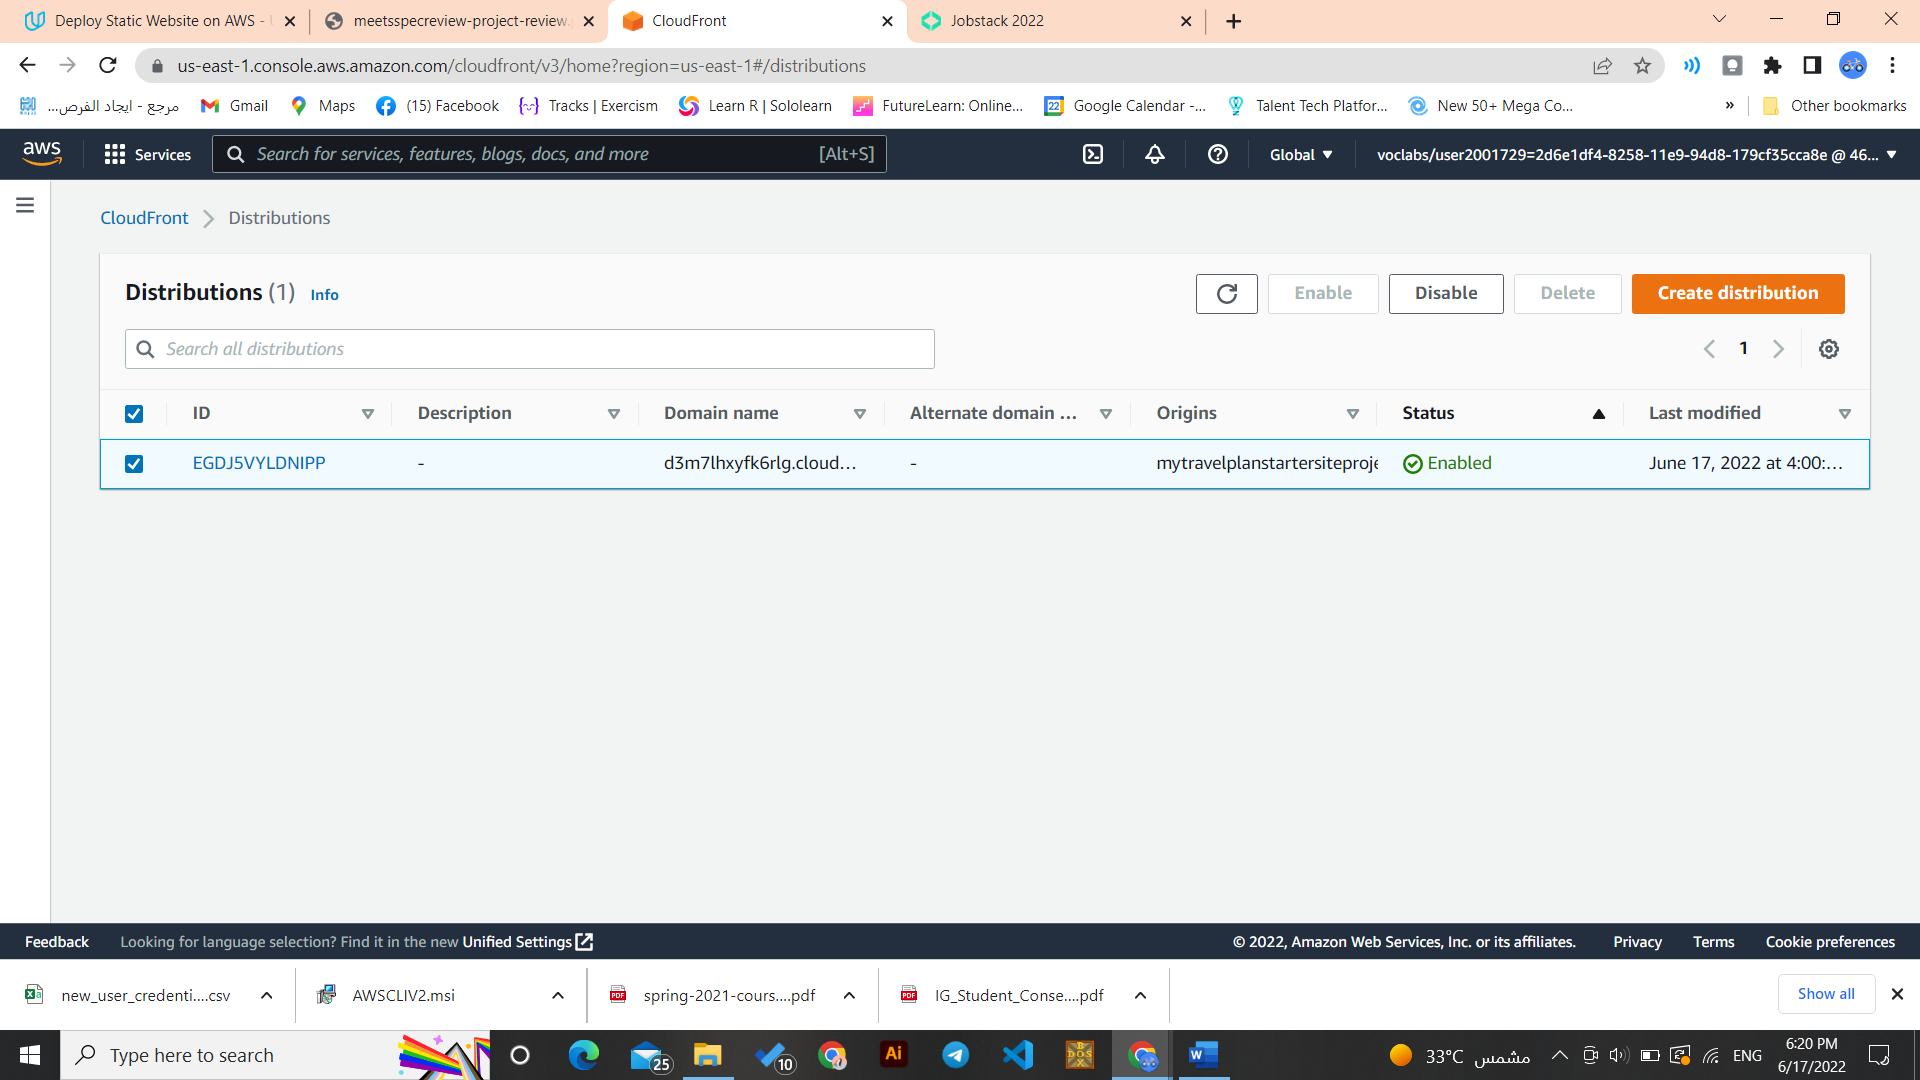 Deploy Static Website on AWS - U
meetsspecreview-project-review.
CloudFront
Jobstack 2022
us-east-1.console.aws.amazon.com/cloudfront/v3/home?region=us-east-1#/distributions
مرجع - ايجاد الفرص...
Gmail
Maps
(15) Facebook
Tracks | Exercism
Learn R | Sololearn
FutureLearn: Online...
Google Calendar -...
Talent Tech Platfor...
New 50+ Mega Co...
»
Other bookmarks
aws
Services
Search for services, features, blogs, docs, and more
[Alt+S]
Global
voclabs/user2001729=2d6e1df4-8258-11e9-94d8-179cf35cca8e @ 46...
CloudFront
Distributions
Distributions (1)
Info
Enable
Disable
Delete
Create distribution
Search all distributions
1
ID
Description
Domain name
Alternate domain ...
Origins
Status
Last modified
EGDJ5VYLDNIPP
-
d3m7lhxyfk6rlg.cloud...
-
mytravelplanstartersiteproje
Enabled
June 17, 2022 at 4:00:...
Feedback
Looking for language selection? Find it in the new Unified Settings
© 2022, Amazon Web Services, Inc. or its affiliates.
Privacy
Terms
Cookie preferences
new_user_credenti....csv
AWSCLIV2.msi
spring-2021-cours....pdf
IG_Student_Conse....pdf
Show all
Type here to search
25
10
Ai
33°C مشمس
ENG
6:20 PM
6/17/2022